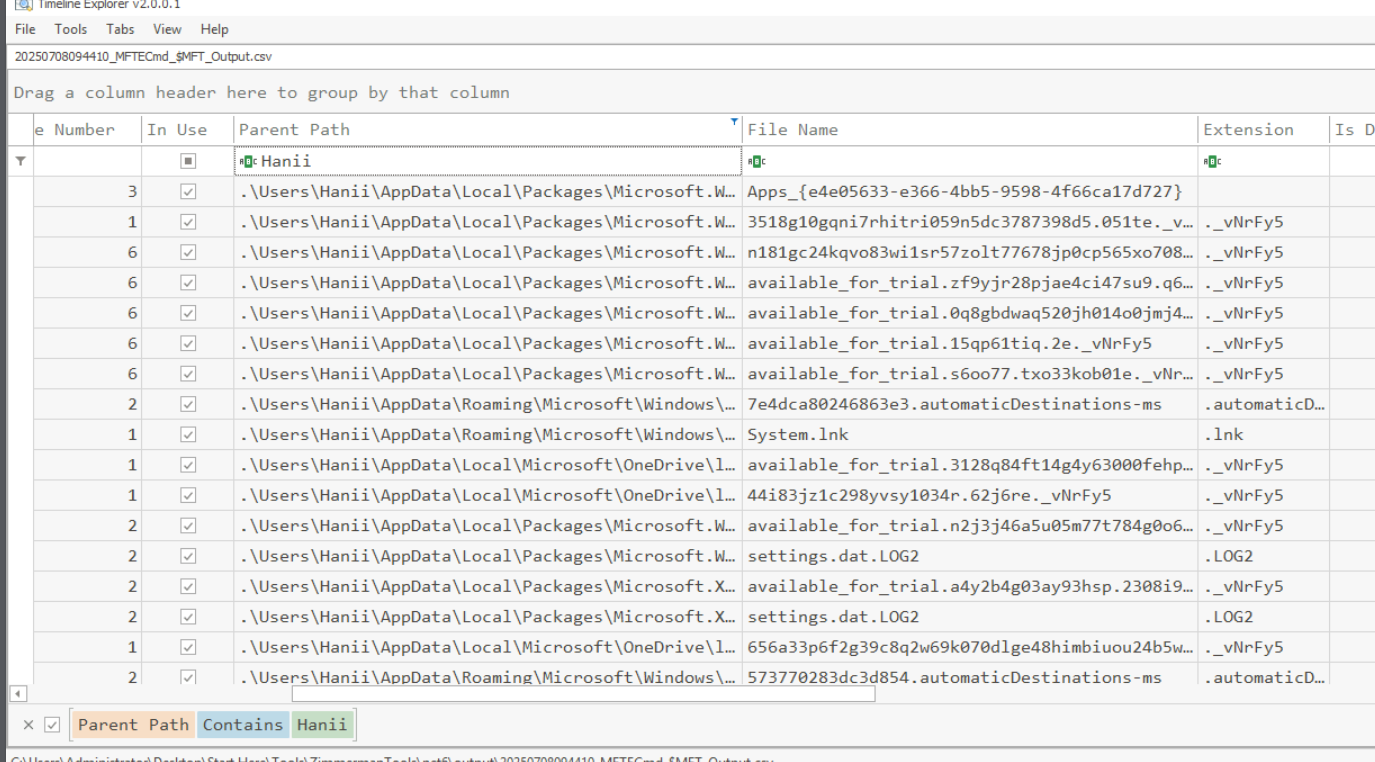 Timeline Explorer v2.0.0.1
File Tools Tabs View Help
20250708094410_MFTECmd_$MFT_Output.csv
Drag a column header here to group by that column
e Number In Use Parent Path File Name Extension Is D
Hanii
3 .\Users\Hanii\AppData\Local\Packages\Microsoft.W… Apps_{e4e05633-e366-4bb5-9598-4f66ca17d727}
1 .\Users\Hanii\AppData\Local\Packages\Microsoft.W… 3518g10gqni7rhitri059n5dc3787398d5.051te._v… ._vNrFy5
6 .\Users\Hanii\AppData\Local\Packages\Microsoft.W… n181gc24kqvo83wi1sr57zolt77678jp0cp565xo708… ._vNrFy5
6 .\Users\Hanii\AppData\Local\Packages\Microsoft.W… available_for_trial.zf9yjr28pjae4ci47su9.q6… ._vNrFy5
6 .\Users\Hanii\AppData\Local\Packages\Microsoft.W… available_for_trial.0q8gbdwaq520jh014o0jmj4… ._vNrFy5
6 .\Users\Hanii\AppData\Local\Packages\Microsoft.W… available_for_trial.15qp61tiq.2e._vNrFy5 ._vNrFy5
6 .\Users\Hanii\AppData\Local\Packages\Microsoft.W… available_for_trial.s6oo77.txo33kob01e._vNr… ._vNrFy5
2 .\Users\Hanii\AppData\Roaming\Microsoft\Windows\… 7e4dca80246863e3.automaticDestinations-ms .automaticD…
1 .\Users\Hanii\AppData\Roaming\Microsoft\Windows\… System.lnk .lnk
1 .\Users\Hanii\AppData\Local\Microsoft\OneDrive\l… available_for_trial.3128q84ft14g4y63000fehp… ._vNrFy5
1 .\Users\Hanii\AppData\Local\Microsoft\OneDrive\l… 44i83jz1c298yvsy1034r.62j6re._vNrFy5 ._vNrFy5
2 .\Users\Hanii\AppData\Local\Packages\Microsoft.W… available_for_trial.n2j3j46a5u05m77t784g0o6… ._vNrFy5
2 .\Users\Hanii\AppData\Local\Packages\Microsoft.W… settings.dat.LOG2 .LOG2
2 .\Users\Hanii\AppData\Local\Packages\Microsoft.X… available_for_trial.a4y2b4g03ay93hsp.2308i9… ._vNrFy5
2 .\Users\Hanii\AppData\Local\Packages\Microsoft.X… settings.dat.LOG2 .LOG2
1 .\Users\Hanii\AppData\Local\Microsoft\OneDrive\l… 656a33p6f2g39c8q2w69k070dlge48himbiuou24b5w… ._vNrFy5
2 .\Users\Hanii\AppData\Roaming\Microsoft\Windows\… 573770283dc3d854.automaticDestinations-ms .automaticD…
Parent Path Contains Hanii
C:\Users\Administrator\Desktop\Start Here\Tools\ZimmermanTools\net6\output\20250708094410_MFTECmd_$MFT_Output.csv